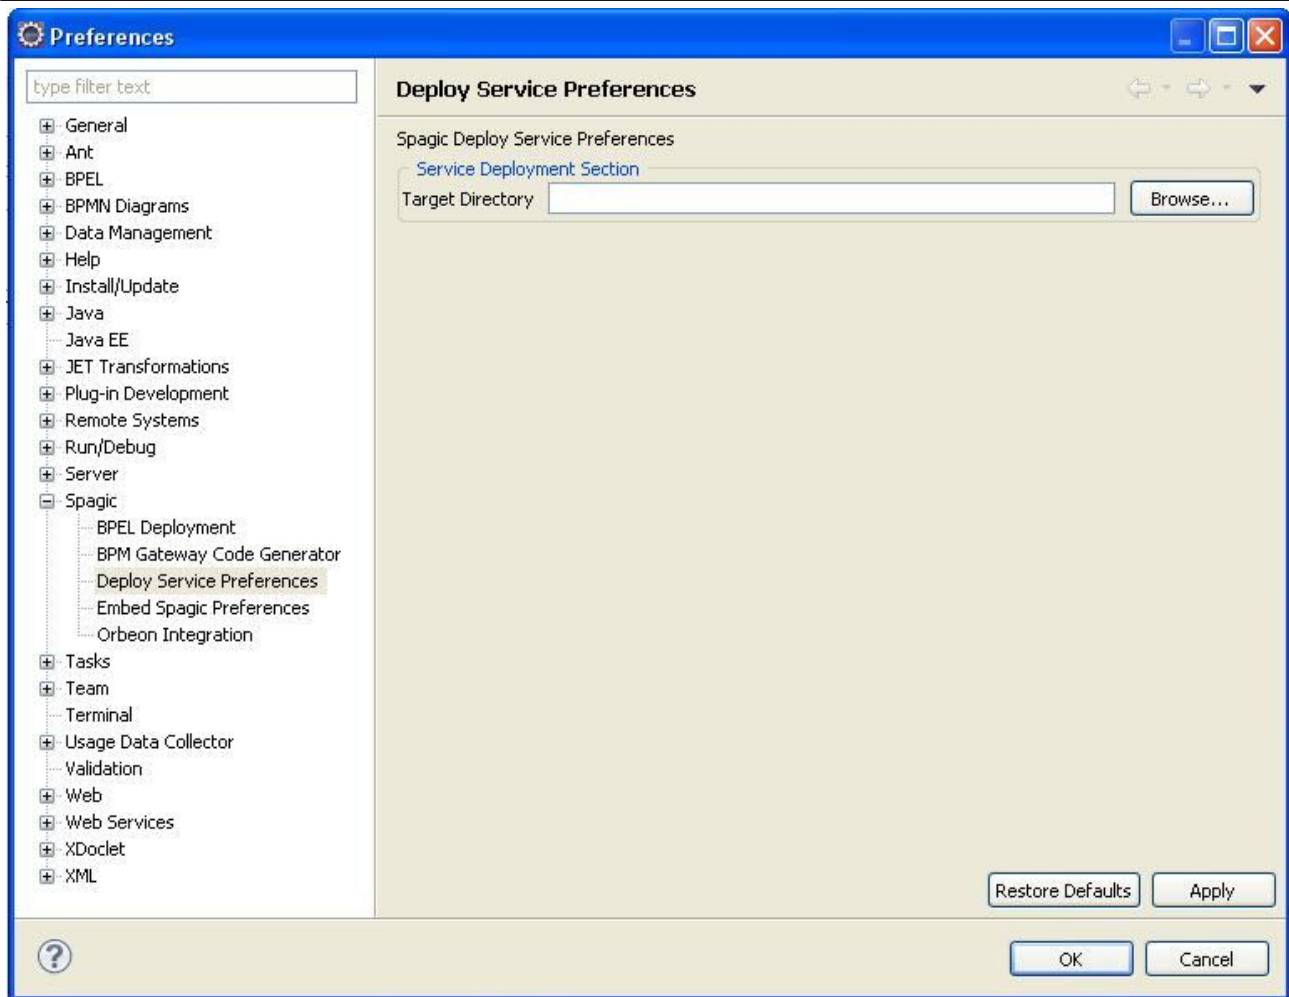 Preferences
type filter text
General
Ant
BPEL
BPMN Diagrams
Data Management
Help
Install/Update
Java
Java EE
JET Transformations
Plug-in Development
Remote Systems
Run/Debug
Server
Spagic
BPEL Deployment
BPM Gateway Code Generator
Deploy Service Preferences
Embed Spagic Preferences
Orbeon Integration
Tasks
Team
Terminal
Usage Data Collector
Validation
Web
Web Services
XDoclet
XML
Deploy Service Preferences
Spagic Deploy Service Preferences
Service Deployment Section
Target Directory Browse...
Restore Defaults Apply
? OK Cancel